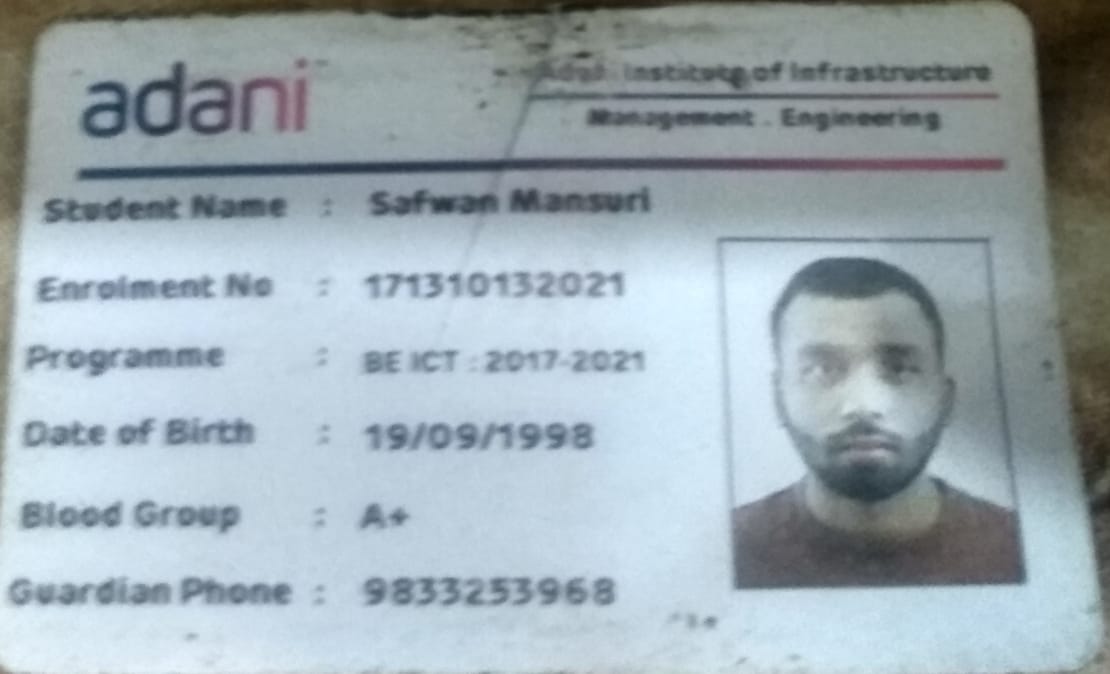 adani
Institute of Infrastructure
Management . Engineering
Student Name : Safwan Mansuri
Enrolment No : 171310132021
Programme : BE ICT : 2017-2021
Date of Birth : 19/09/1998
Blood Group : A+
Guardian Phone : 9833253968